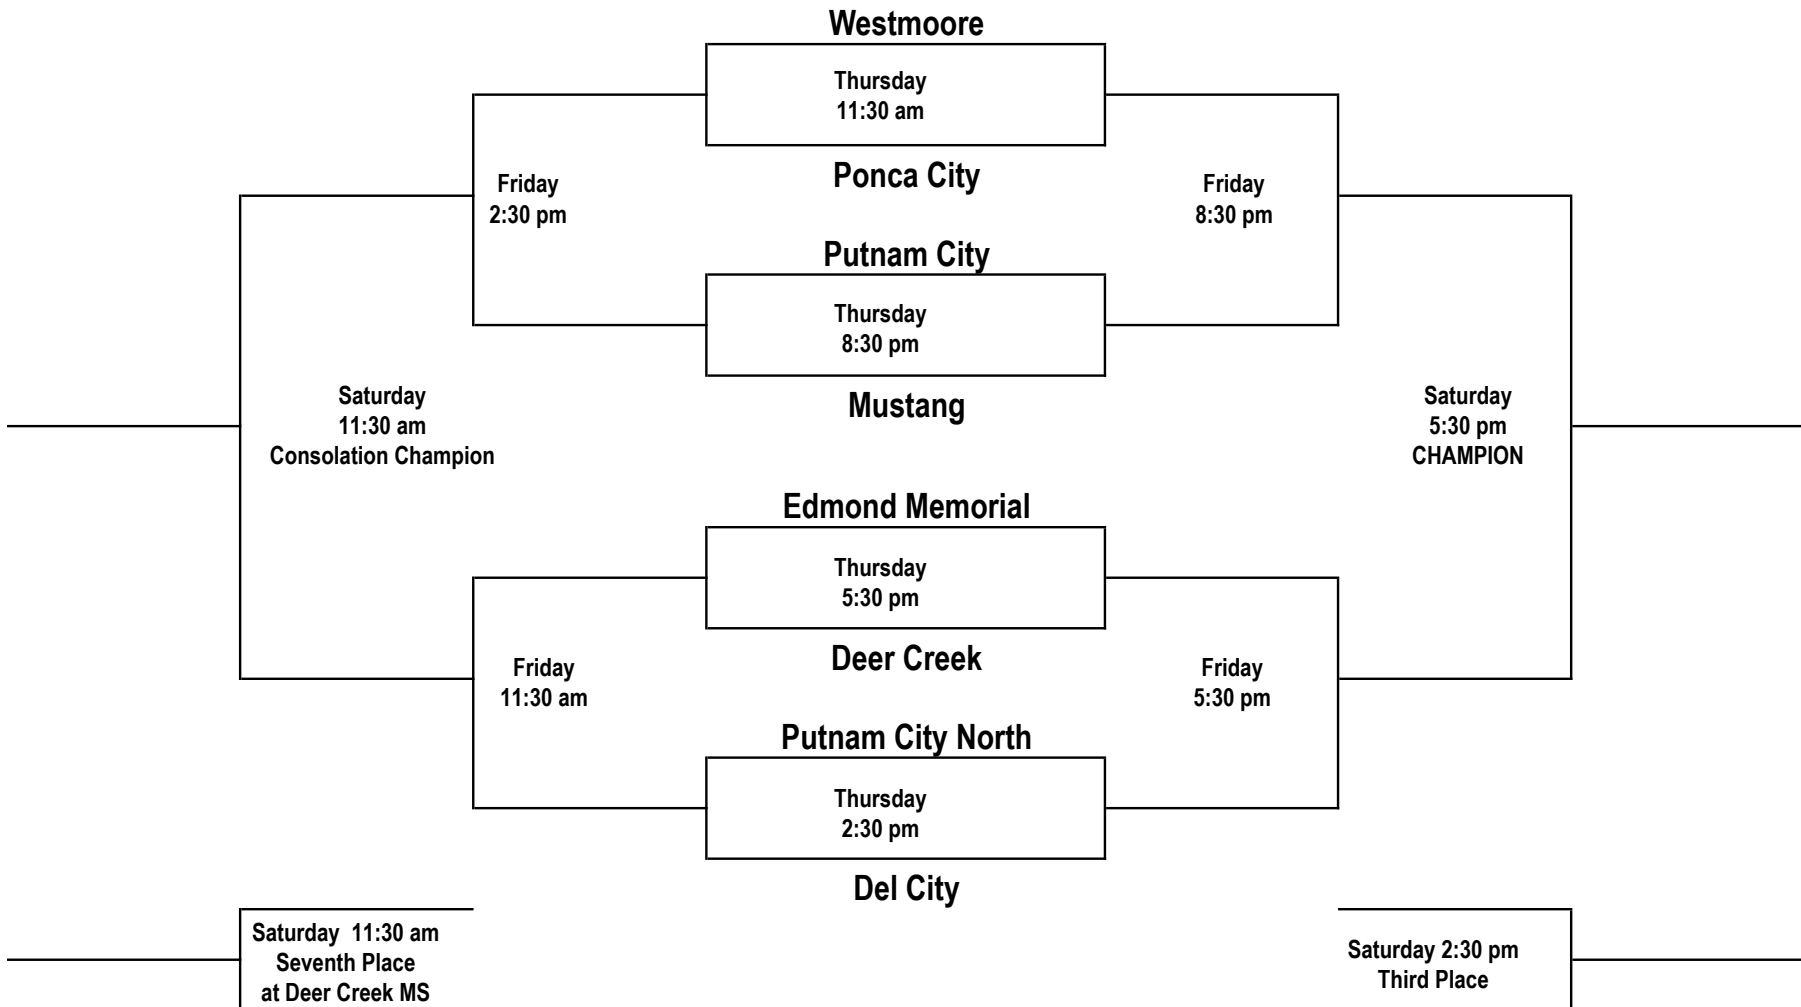 Westmoore
Thursday
11:30 am
Ponca City
Friday
2:30 pm
Friday
8:30 pm
Putnam City
Thursday
8:30 pm
Mustang
Saturday
11:30 am
Consolation Champion
Saturday
5:30 pm
CHAMPION
Edmond Memorial
Thursday
5:30 pm
Deer Creek
Friday
11:30 am
Friday
5:30 pm
Putnam City North
Thursday
2:30 pm
Del City
Saturday 11:30 am
Seventh Place
at Deer Creek MS
Saturday 2:30 pm
Third Place